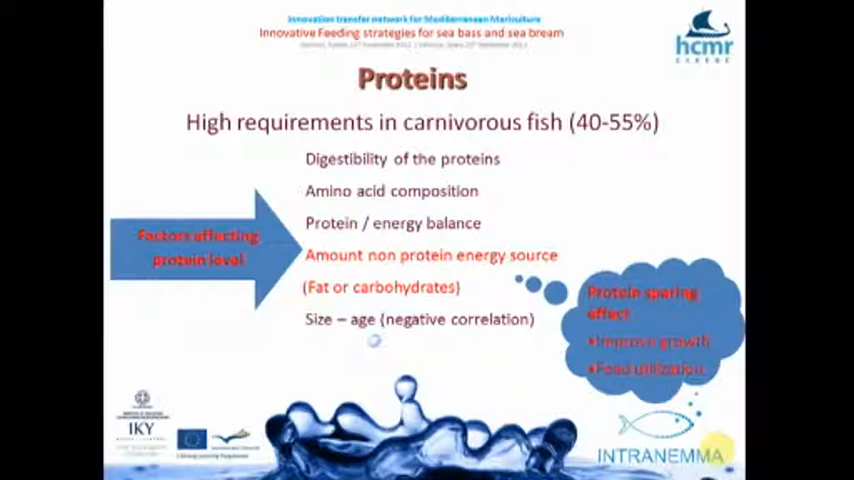 Innovation transfer network for Mediterranean Mariculture
Innovative Feeding strategies for sea bass and sea bream
hcmr
GREECE
Proteins
High requirements in carnivorous fish (40-55%)
Digestibility of the proteins
Amino acid composition
Protein / energy balance
Factors affecting
protein level
Amount non protein energy source
(Fat or carbohydrates)
Size – age (negative correlation)
Protein sparing
effect
•Improve growth
•Feed utilization
IKY
INTRANEMMA